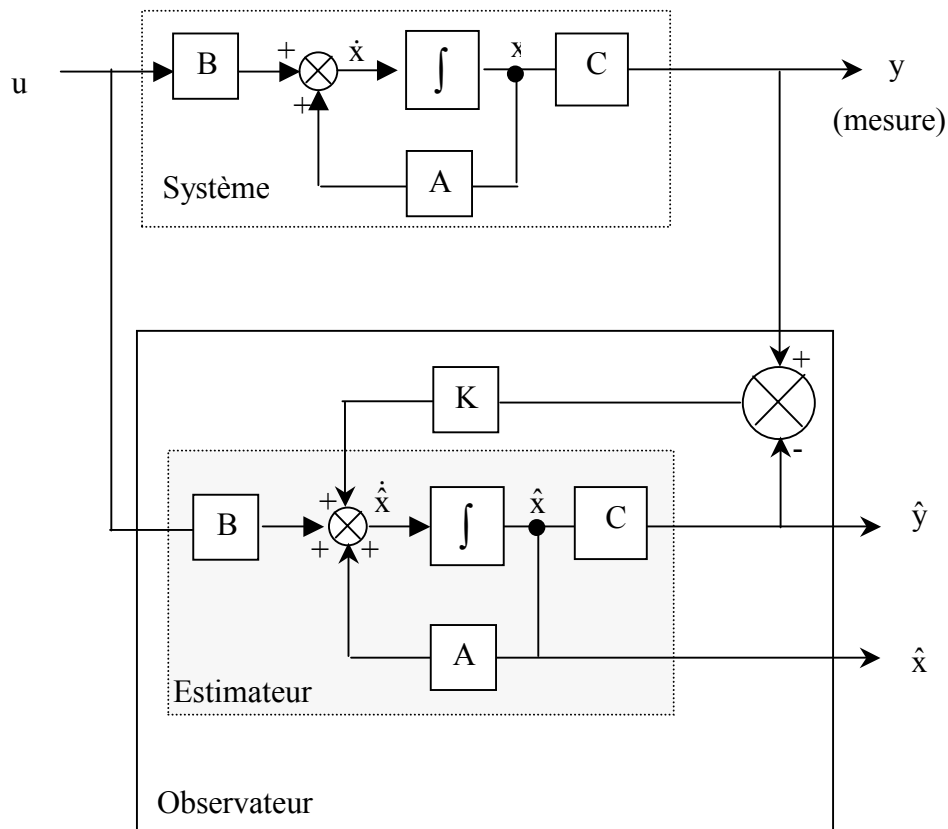 u
B
+
ẋ
∫
x
C
y
(mesure)
+
A
Système
+
K
-
+
ẋ̂
∫
x̂
C
ŷ
B
+
+
A
x̂
Estimateur
Observateur